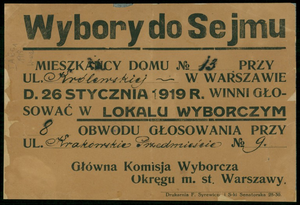 Wybory do Sejmu
MIESZKAŃCY DOMU № 13 PRZY
UL. Królewskiej W WARSZAWIE
D. 26 STYCZNIA 1919 R. WINNI GŁO-
SOWAĆ W LOKALU WYBORCZYM
8 OBWODU GŁOSOWANIA PRZY
UL. Krakowskie Przedmieście № 9.
Główna Komisja Wyborcza
Okręgu m. st. Warszawy.
Drukarnia